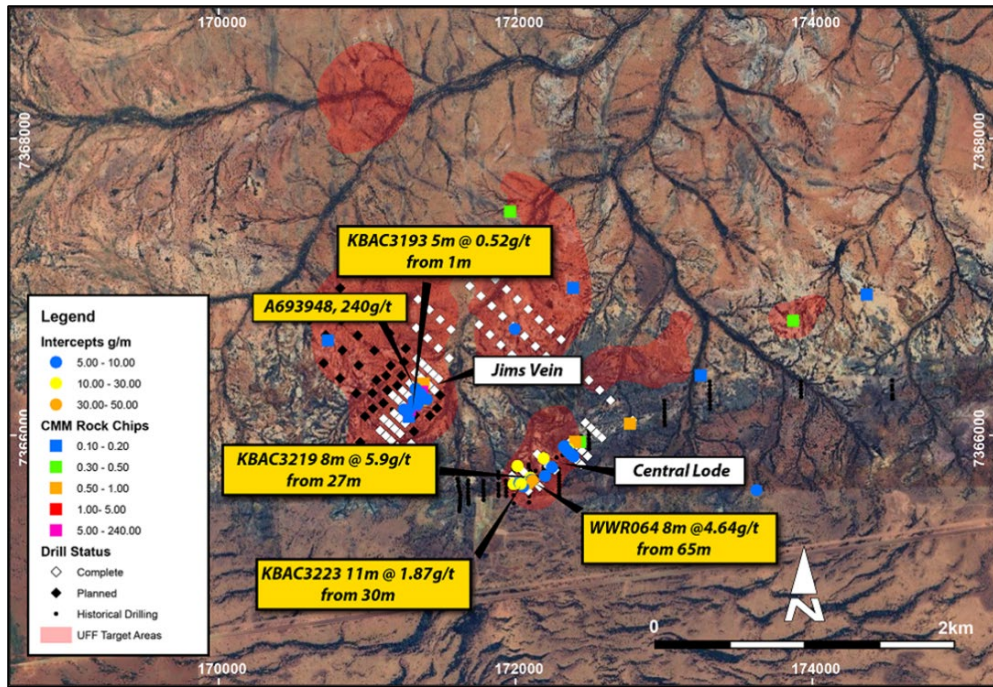 170000
172000
174000
7368000
7368000
KBAC3193 5m @ 0.52g/t
from 1m
A693948, 240g/t
Jims Vein
7366000
7366000
KBAC3219 8m @ 5.9g/t
from 27m
Central Lode
WWR064 8m @4.64g/t
from 65m
KBAC3223 11m @ 1.87g/t
from 30m
Legend
Intercepts g/m
5.00 - 10.00
10.00 - 30.00
30.00 - 50.00
CMM Rock Chips
0.10 - 0.20
0.30 - 0.50
0.50 - 1.00
1.00- 5.00
5.00 - 240.00
Drill Status
Complete
Planned
Historical Drilling
UFF Target Areas
N
0
2km
170000
172000
174000